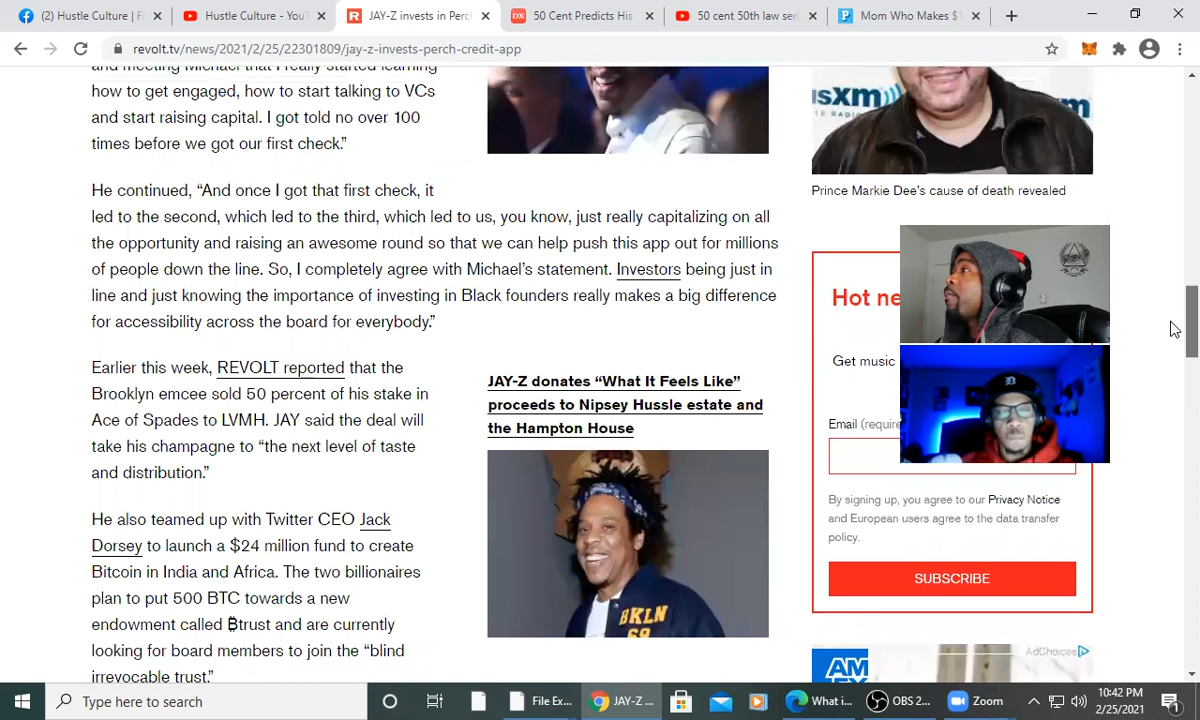 (2) Hustle Culture | Fa
Hustle Culture - YouT
JAY-Z invests in Perch
50 Cent Predicts His
50 cent 50th law seri
Mom Who Makes $1
revolt.tv/news/2021/2/25/22301809/jay-z-invests-perch-credit-app
and meeting Michael that I really started learning
how to get engaged, how to start talking to VCs
and start raising capital. I got told no over 100
times before we got our first check.”
He continued, “And once I got that first check, it
led to the second, which led to the third, which led to us, you know, just really capitalizing on all
the opportunity and raising an awesome round so that we can help push this app out for millions
of people down the line. So, I completely agree with Michael’s statement. Investors being just in
line and just knowing the importance of investing in Black founders really makes a big difference
for accessibility across the board for everybody.”
Earlier this week, REVOLT reported that the
Brooklyn emcee sold 50 percent of his stake in
Ace of Spades to LVMH. JAY said the deal will
take his champagne to “the next level of taste
and distribution.”
He also teamed up with Twitter CEO Jack
Dorsey to launch a $24 million fund to create
Bitcoin in India and Africa. The two billionaires
plan to put 500 BTC towards a new
endowment called ₿trust and are currently
looking for board members to join the “blind
irrevocable trust.”
JAY-Z donates “What It Feels Like”
proceeds to Nipsey Hussle estate and
the Hampton House
BKLN
sxm
m
Prince Markie Dee’s cause of death revealed
Hot ne
Get music
Email (require
By signing up, you agree to our Privacy Notice
and European users agree to the data transfer
policy.
SUBSCRIBE
AdChoices
AM
Type here to search
File Ex...
JAY-Z ...
What i...
OBS 2...
Zoom
10:42 PM
2/25/2021
1